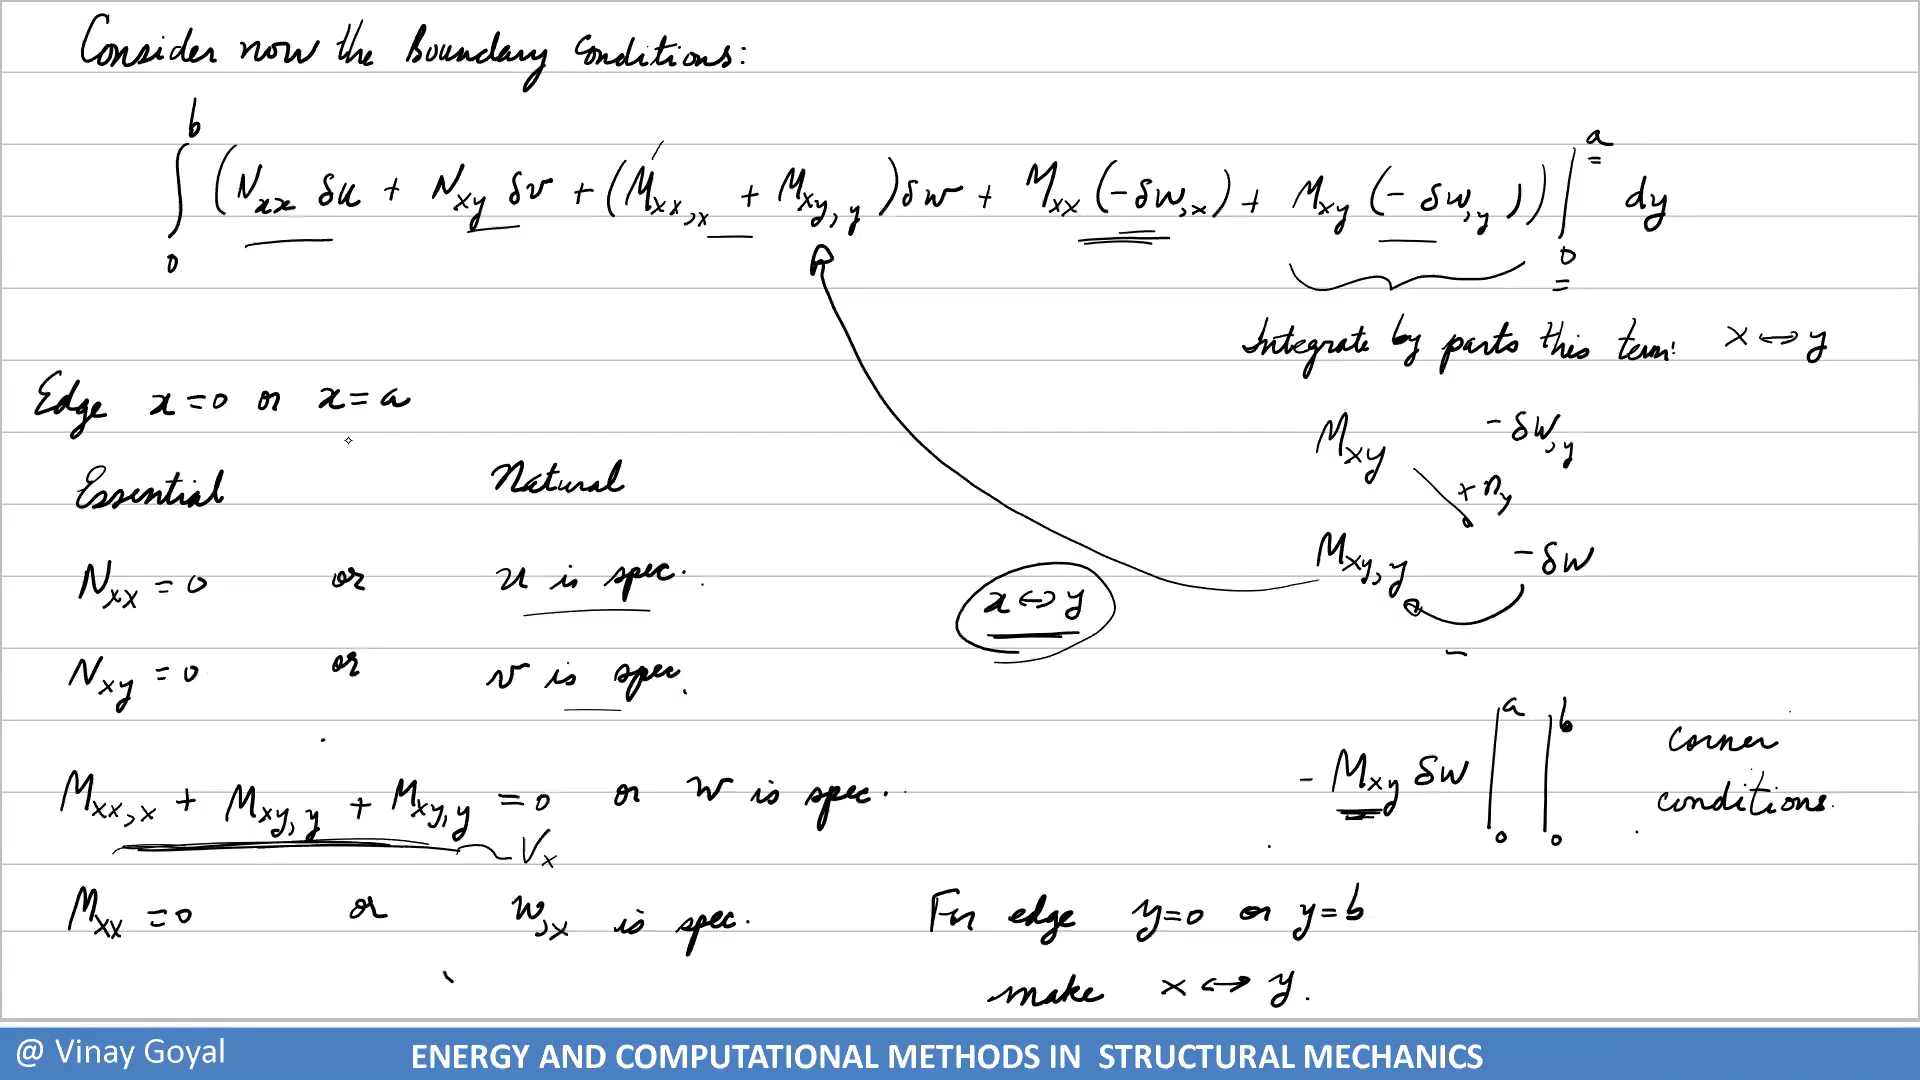 Consider now the Boundary Conditions:
∫₀ᵇ (Nxx δu + Nxy δv + (Mxx,x + Mxy,y) δw + Mxx (-δw,x) + Mxy (-δw,y)) |₀ᵃ dy
Integrate by parts this term: x ↔ y
Edge x=0 or x=a
Mxy -δw,y
Essential Natural
+ ny
Mxy,y -δw
Nxx = 0 or u is spec.
x ↔ y
-
Nxy = 0 or v is spec.
- Mxy δw |₀ᵃ |₀ᵇ corner conditions.
Mxx,x + Mxy,y + Mxy,y = 0 or w is spec.
Vx
Mxx = 0 or w,x is spec.
For edge y=0 or y=b
make x ↔ y.
@ Vinay Goyal
ENERGY AND COMPUTATIONAL METHODS IN STRUCTURAL MECHANICS